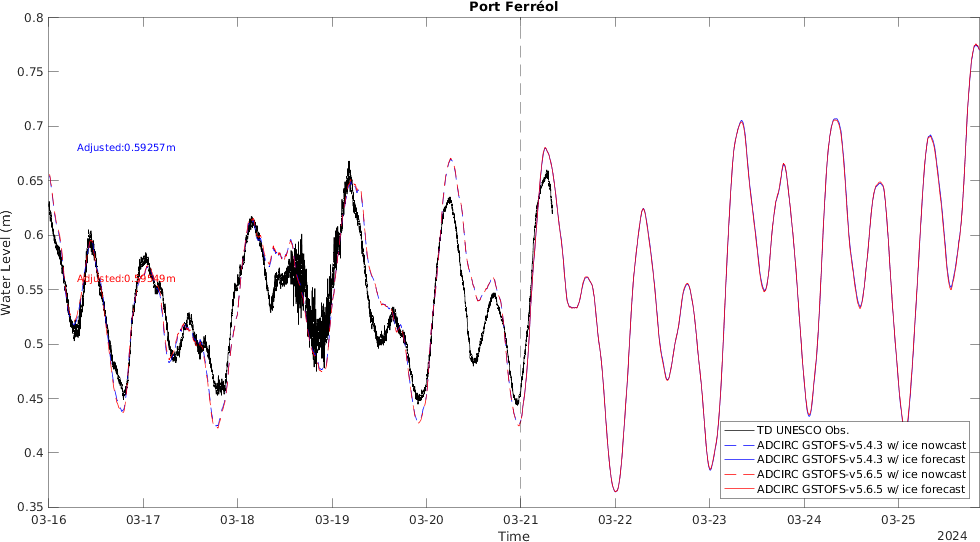 Port Ferréol
0.8
0.75
0.7
0.65
0.6
0.55
0.5
0.45
0.4
0.35
Water Level (m)
Adjusted:0.59257m
Adjusted:0.59549m
TD UNESCO Obs.
ADCIRC GSTOFS-v5.4.3 w/ ice nowcast
ADCIRC GSTOFS-v5.4.3 w/ ice forecast
ADCIRC GSTOFS-v5.6.5 w/ ice nowcast
ADCIRC GSTOFS-v5.6.5 w/ ice forecast
03-16 03-17 03-18 03-19 03-20 03-21 03-22 03-23 03-24 03-25
Time
2024